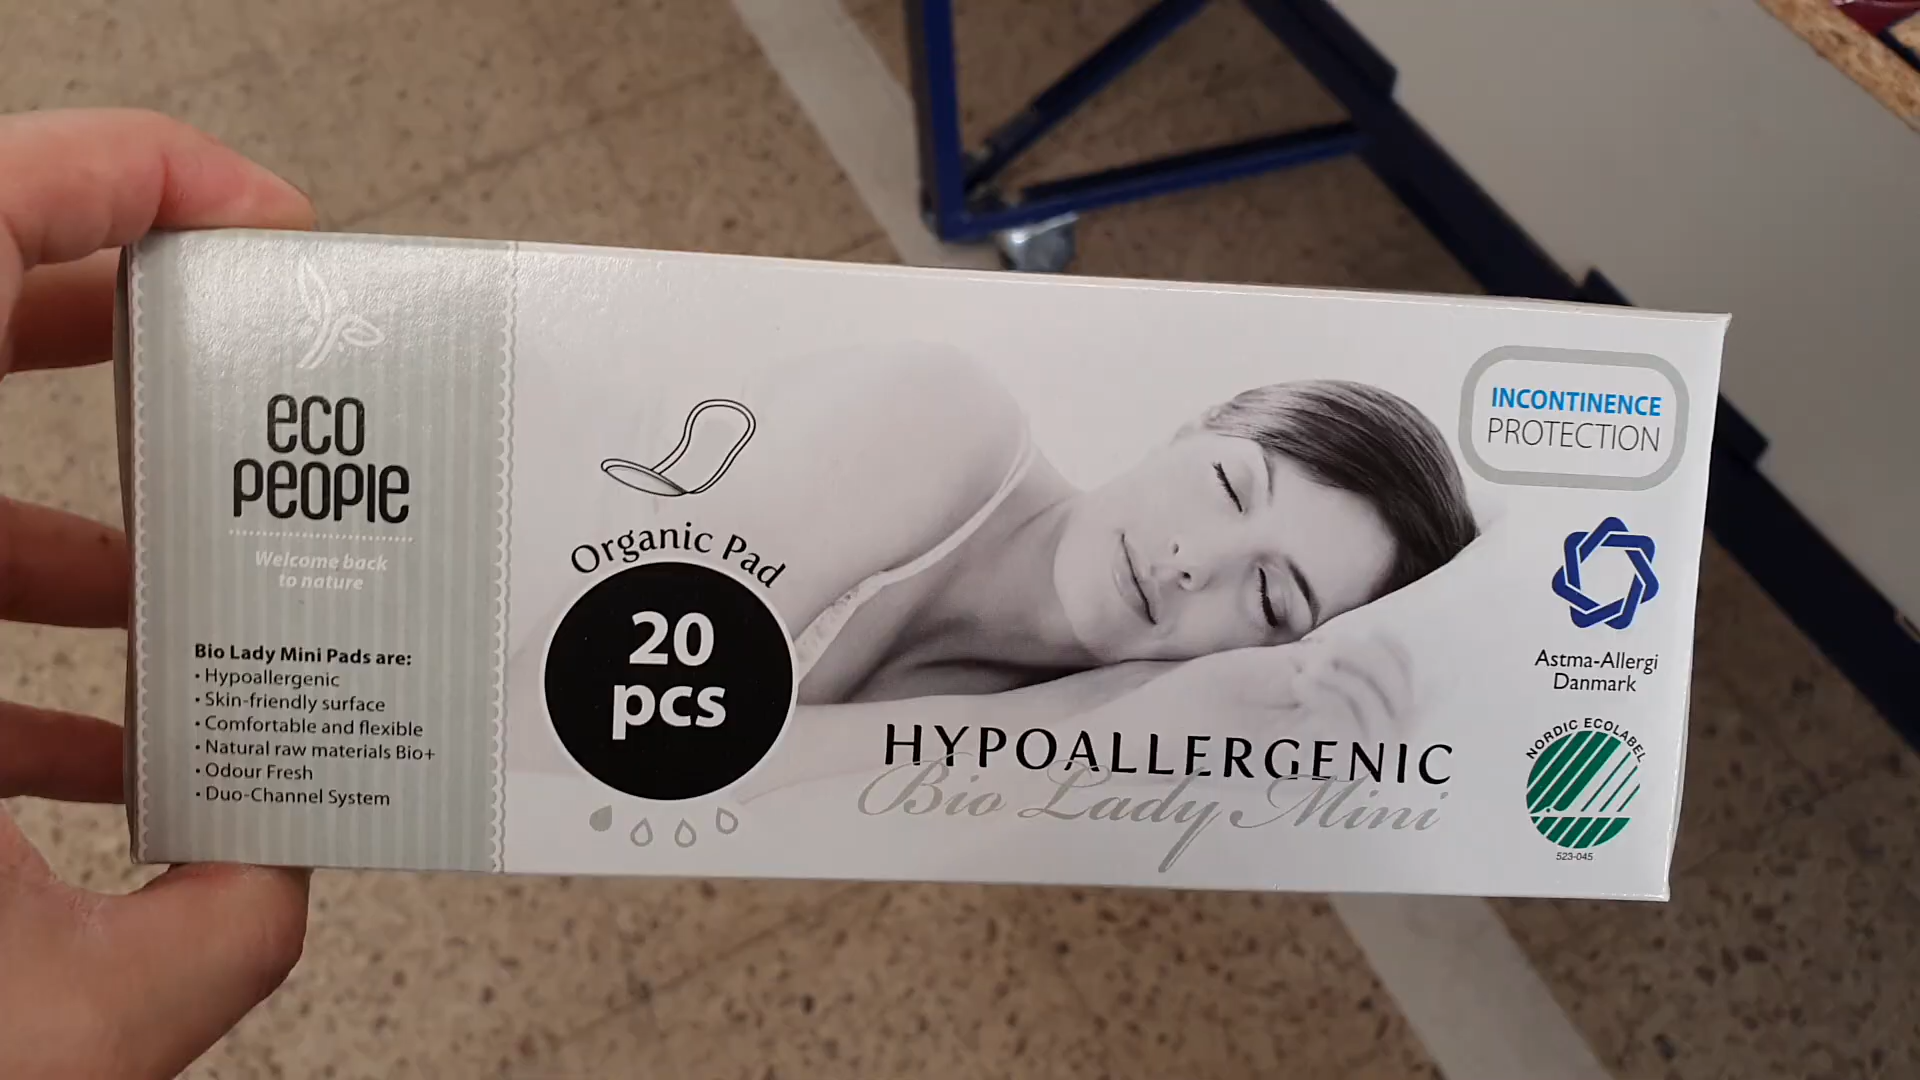 eco
PEOPLE
Welcome back
to nature
Bio Lady Mini Pads are:
• Hypoallergenic
• Skin-friendly surface
• Comfortable and flexible
• Natural raw materials Bio+
• Odour Fresh
• Duo-Channel System
Organic Pad
20
pcs
HYPOALLERGENIC
Bio Lady Mini
INCONTINENCE
PROTECTION
Astma-Allergi
Danmark
NORDIC ECOLABEL
523-045